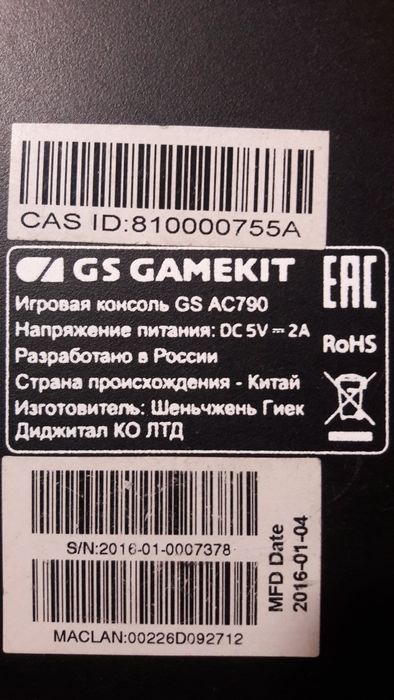 CAS ID:810000755A
GS GAMEKIT
EAC
Игровая консоль GS AC790
Напряжение питания: DC 5V 2A
RoHS
Разработано в России
Страна происхождения - Китай
Изготовитель: Шеньчжень Гиек
Диджитал КО ЛТД
S/N:2016-01-0007378
MACLAN:00226D092712
MFD Date
2016-01-04